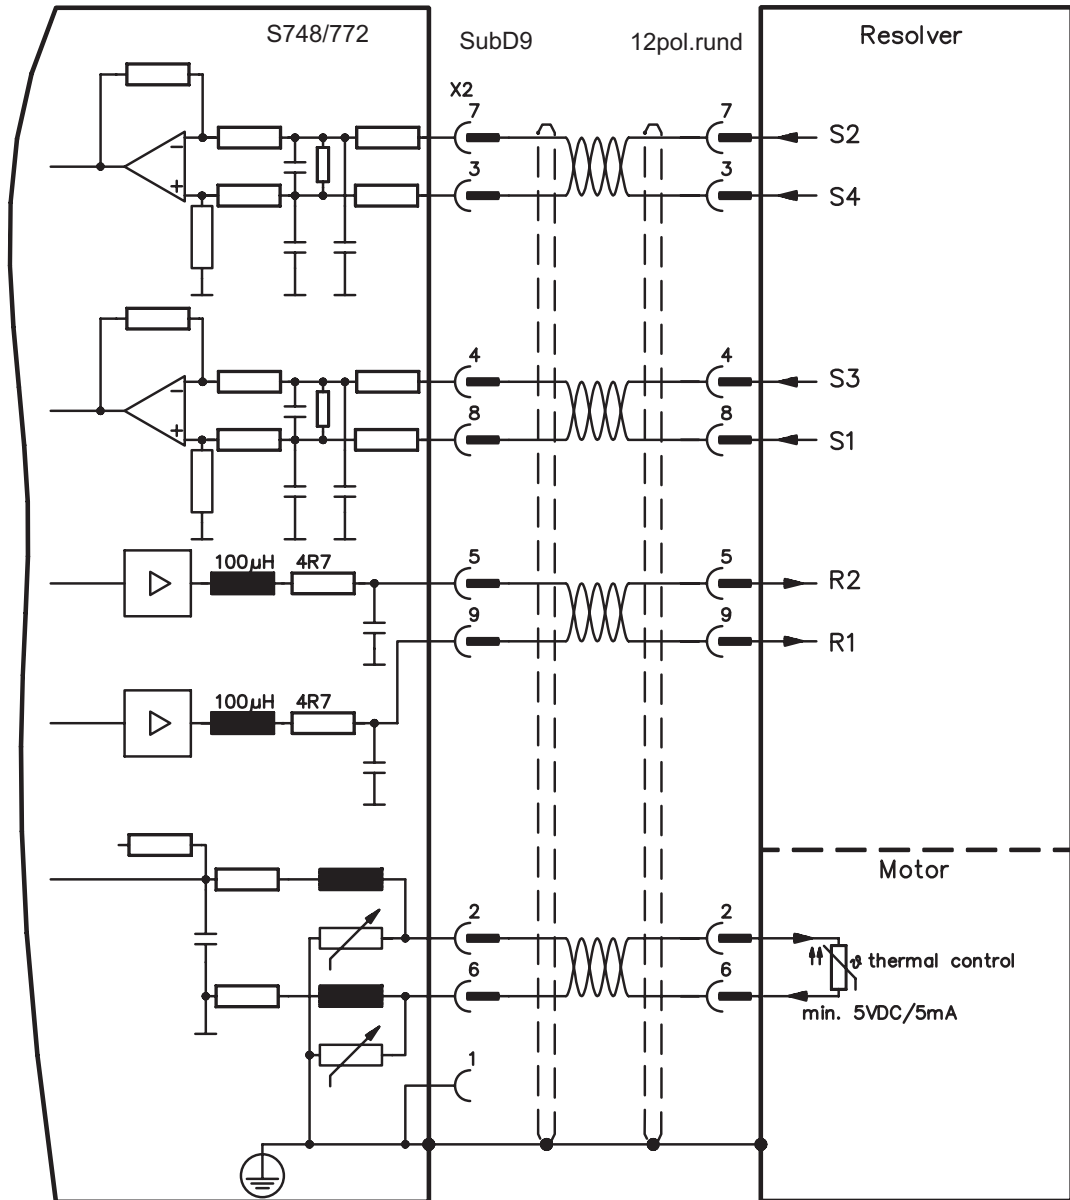 S748/772 SubD9 12pol.rund Resolver
X2
7 7 S2
3 3 S4
4 4 S3
8 8 S1
100µH 4R7 5 5 R2
9 9 R1
100µH 4R7
Motor
2 2
ϑ thermal control
6 6
min. 5VDC/5mA
1